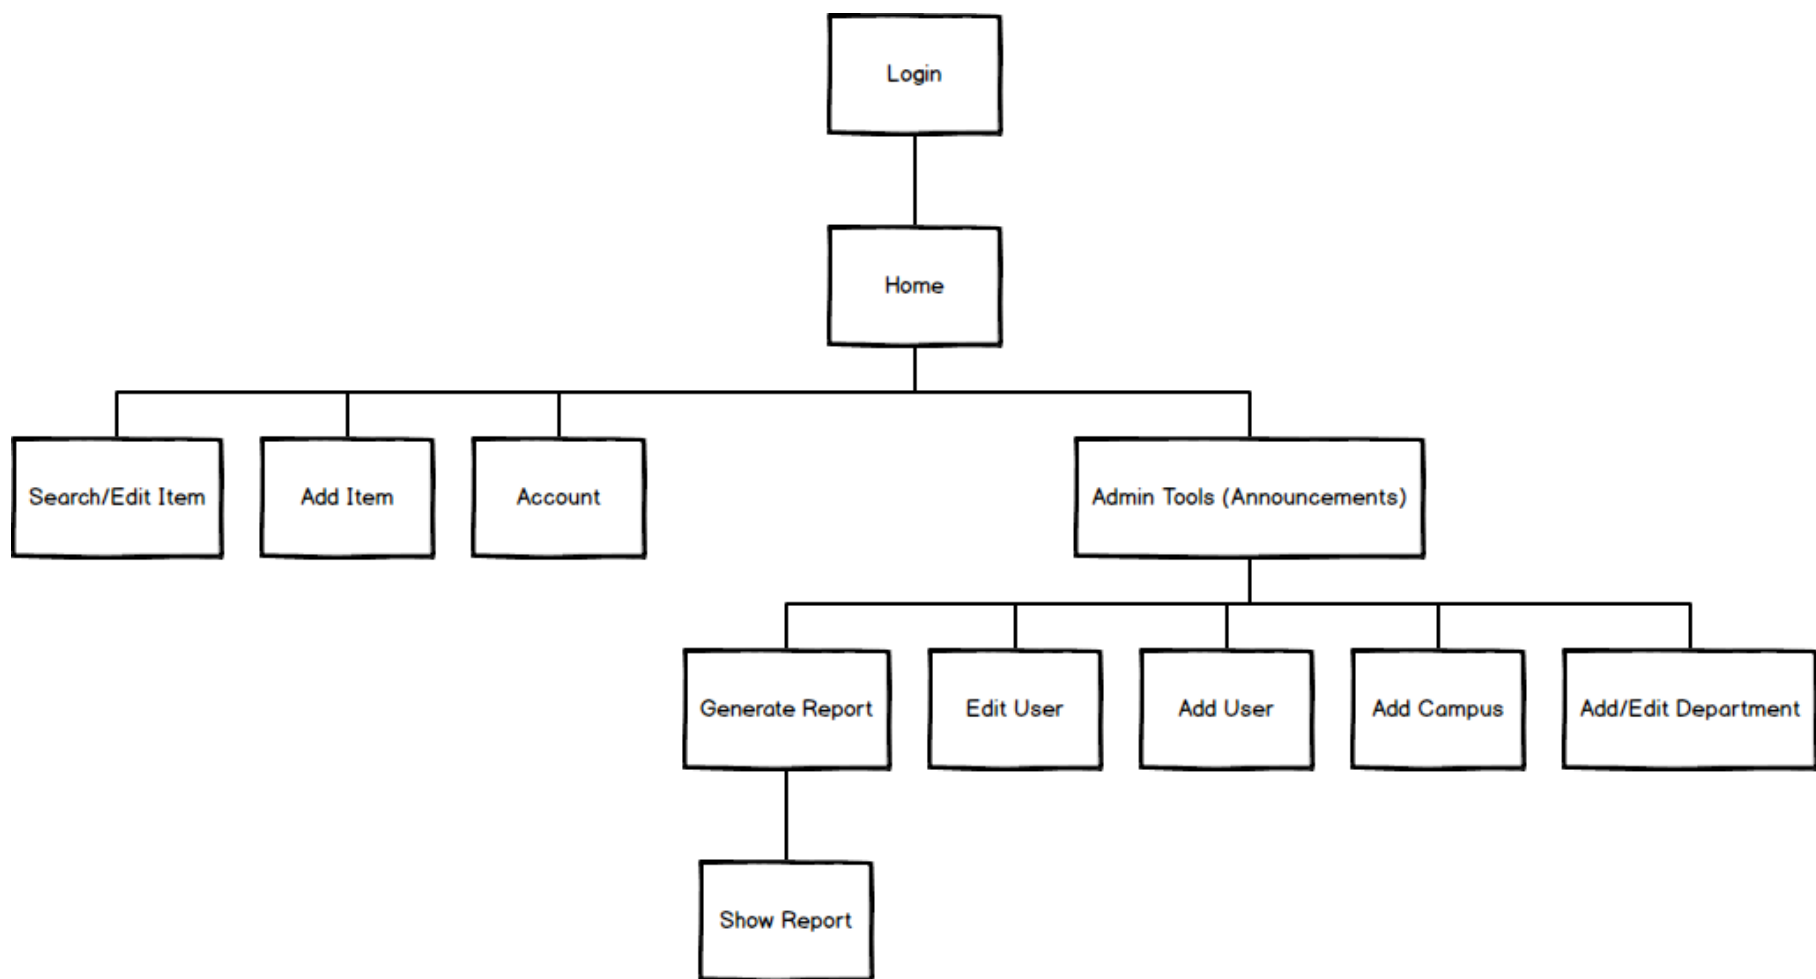 Login
Home
Search/Edit Item
Add Item
Account
Admin Tools (Announcements)
Generate Report
Edit User
Add User
Add Campus
Add/Edit Department
Show Report